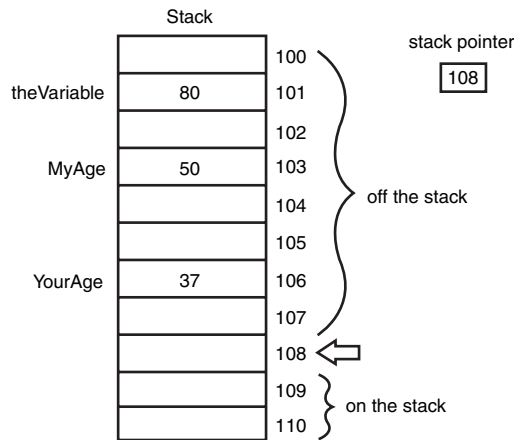 Stack
stack pointer
108
100
theVariable 80 101
102
MyAge 50 103
104
off the stack
105
YourAge 37 106
107
108
109
on the stack
110